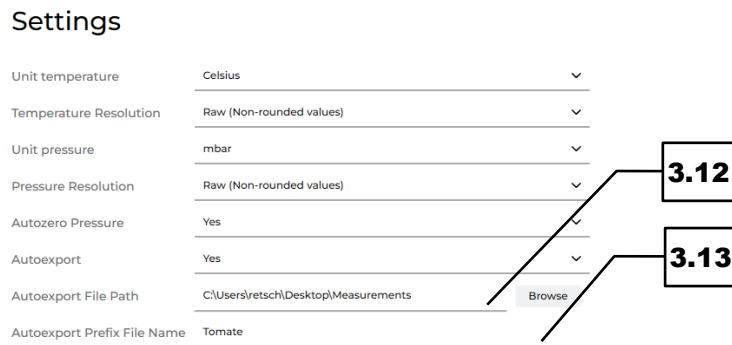 Settings
Unit temperature Celsius
Temperature Resolution Raw (Non-rounded values)
Unit pressure mbar
3.12
Pressure Resolution Raw (Non-rounded values)
Autozero Pressure Yes
3.13
Autoexport Yes
Autoexport File Path C:\Users\retsch\Desktop\Measurements Browse
Autoexport Prefix File Name Tomate